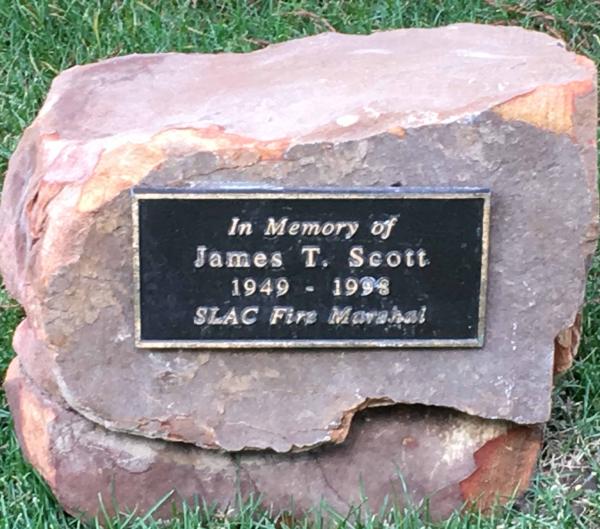 In Memory of
James T. Scott
1949 - 1998
SLAC Fire Marshal